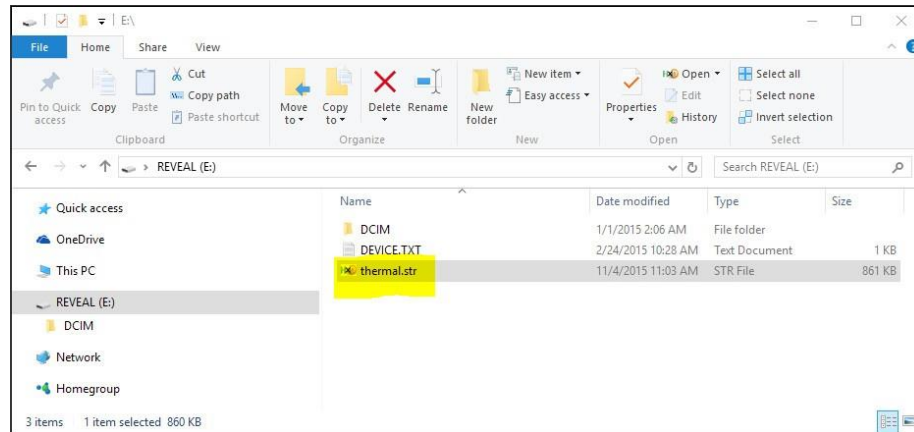 E:\
File Home Share View
Pin to Quick access
Copy
Paste
Cut
Copy path
Paste shortcut
Clipboard
Move to
Copy to
Delete
Rename
Organize
New folder
New item
Easy access
New
Properties
Open
Edit
History
Open
Select all
Select none
Invert selection
Select
REVEAL (E:)
Search REVEAL (E:)
Quick access
OneDrive
This PC
REVEAL (E:)
DCIM
Network
Homegroup
Name Date modified Type Size
DCIM 1/1/2015 2:06 AM File folder
DEVICE.TXT 2/24/2015 10:28 AM Text Document 1 KB
thermal.str 11/4/2015 11:03 AM STR File 861 KB
3 items 1 item selected 860 KB